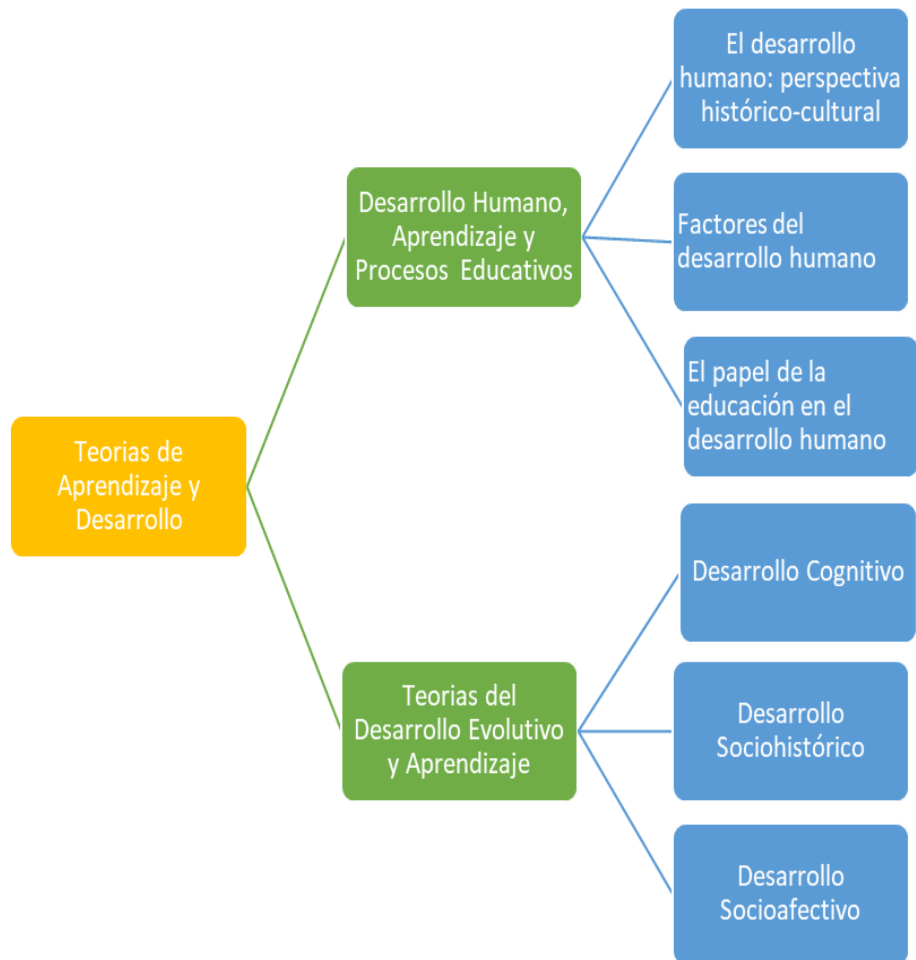 El desarrollo
humano: perspectiva
histórico-cultural
Desarrollo Humano,
Aprendizaje y
Procesos Educativos
Factores del
desarrollo humano
El papel de la
educación en el
desarrollo humano
Teorias de
Aprendizaje y
Desarrollo
Desarrollo Cognitivo
Teorias del
Desarrollo Evolutivo
y Aprendizaje
Desarrollo
Sociohistórico
Desarrollo
Socioafectivo